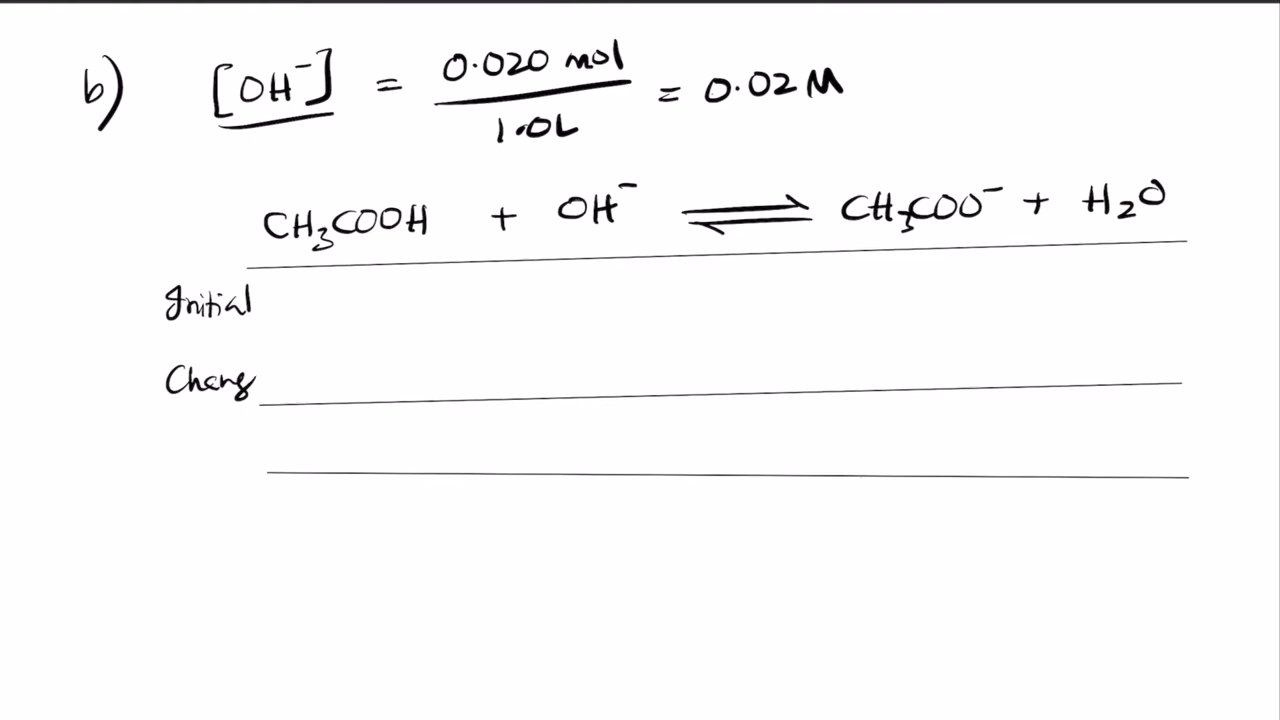 b) [OH⁻] = 0.020 mol / 1.0L = 0.02 M
CH₃COOH + OH⁻ ⇌ CH₃COO⁻ + H₂O
Initial
Chang